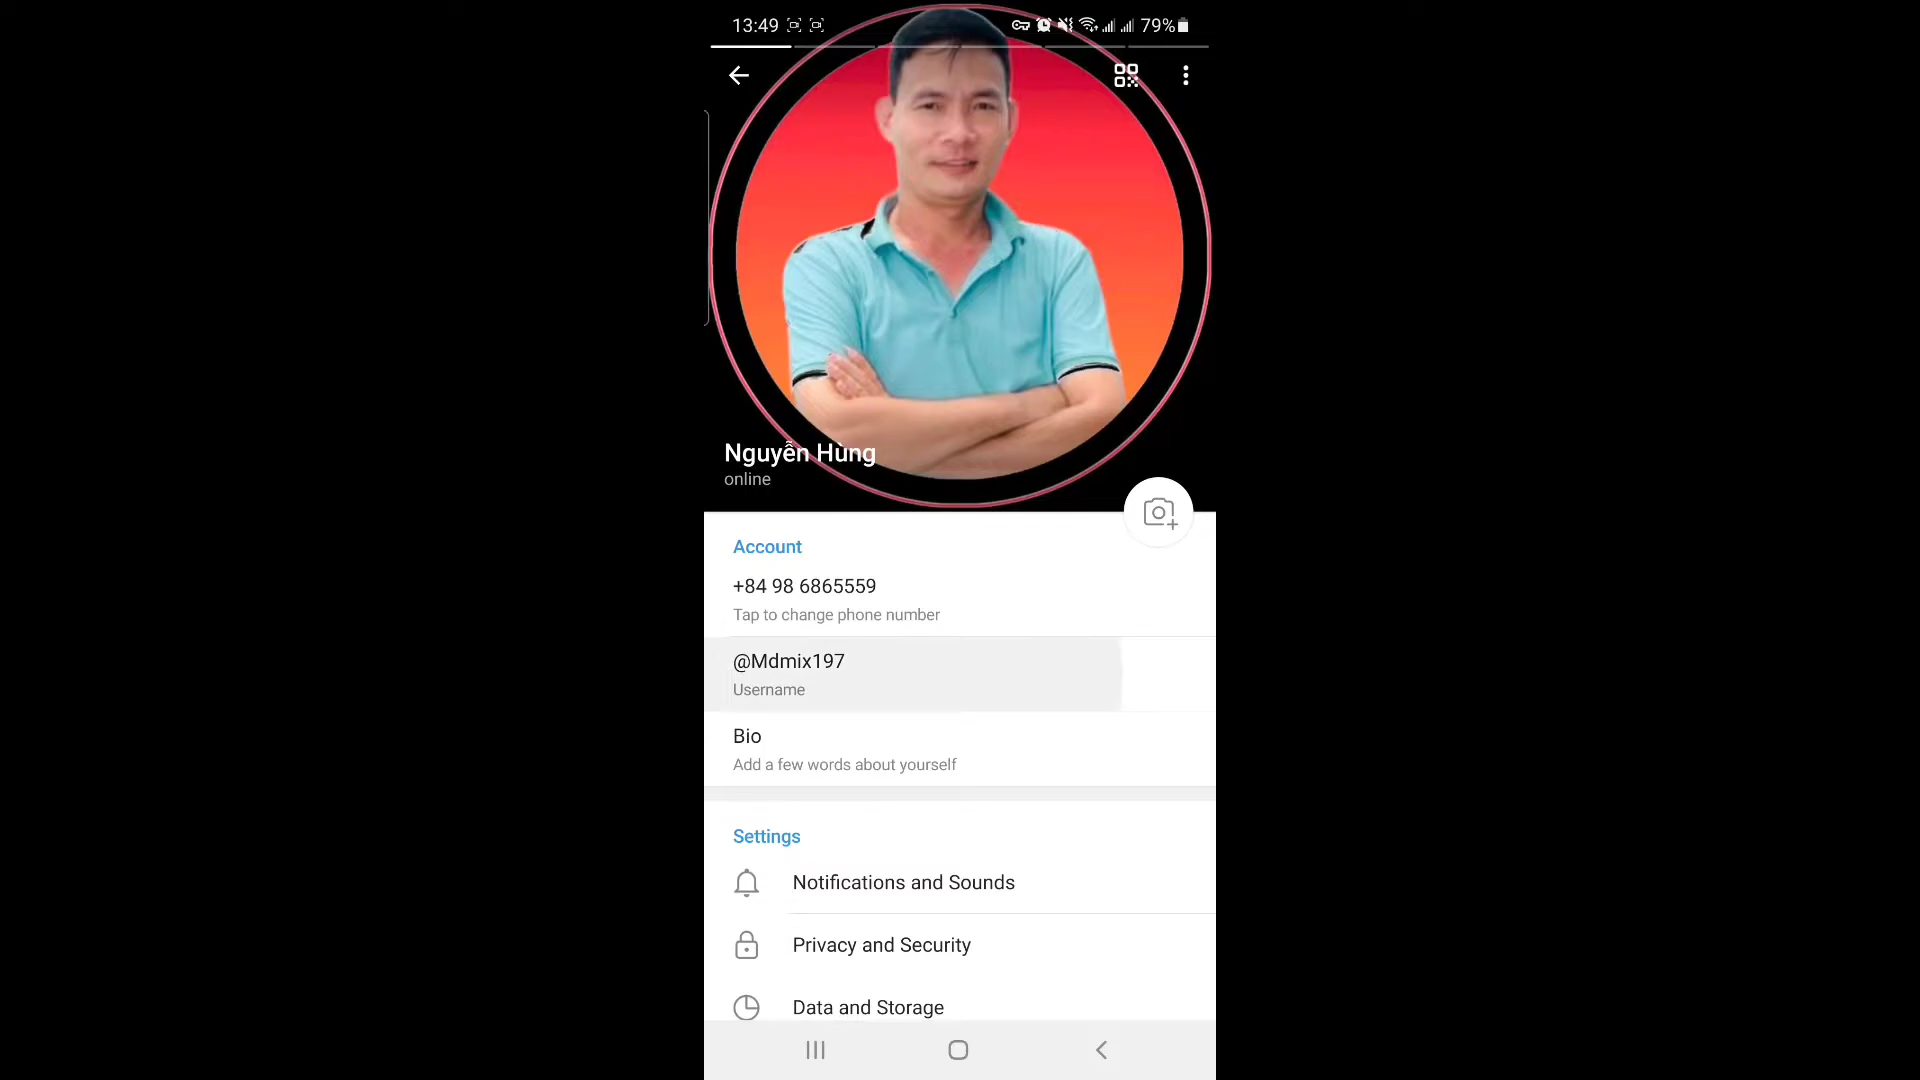 13:49 79%
Nguyễn Hùng
online
Account
+84 98 6865559
Tap to change phone number
@Mdmix197
Username
Bio
Add a few words about yourself
Settings
Notifications and Sounds
Privacy and Security
Data and Storage